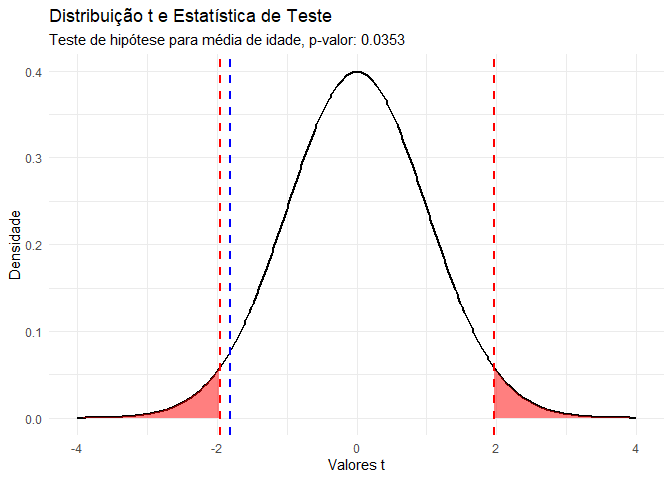 Distribuição t e Estatística de Teste
Teste de hipótese para média de idade, p-valor: 0.0353
0.4
0.3
0.2
0.1
0.0
Densidade
-4
-2
0
2
4
Valores t